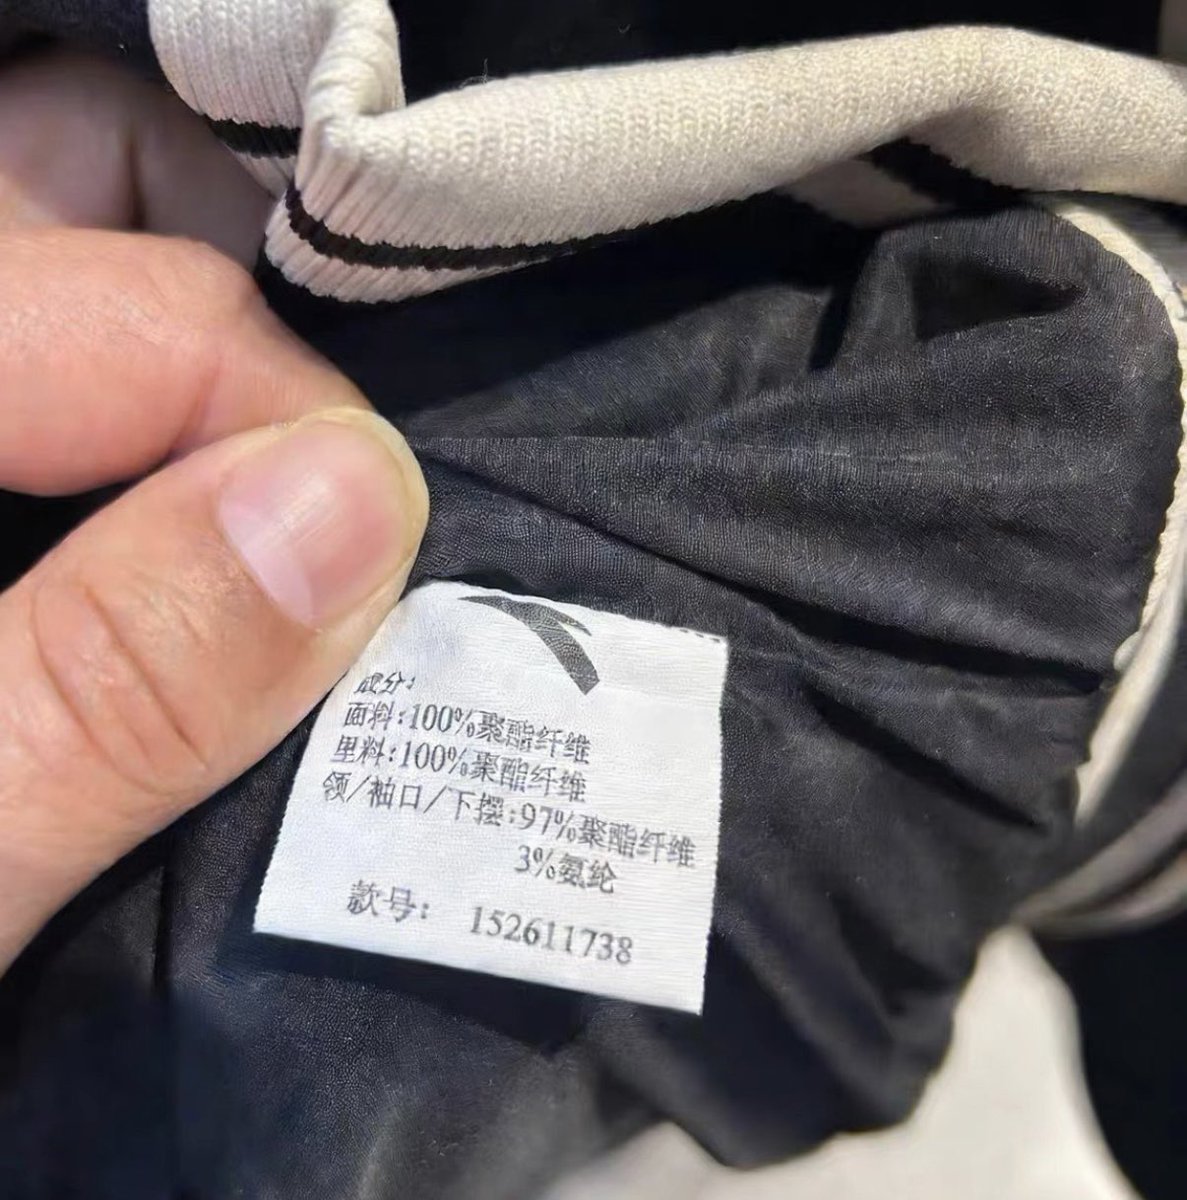 成分:
面料:100%聚酯纤维
里料:100%聚酯纤维
领/袖口/下摆:97%聚酯纤维
3%氨纶
款号: 152611738